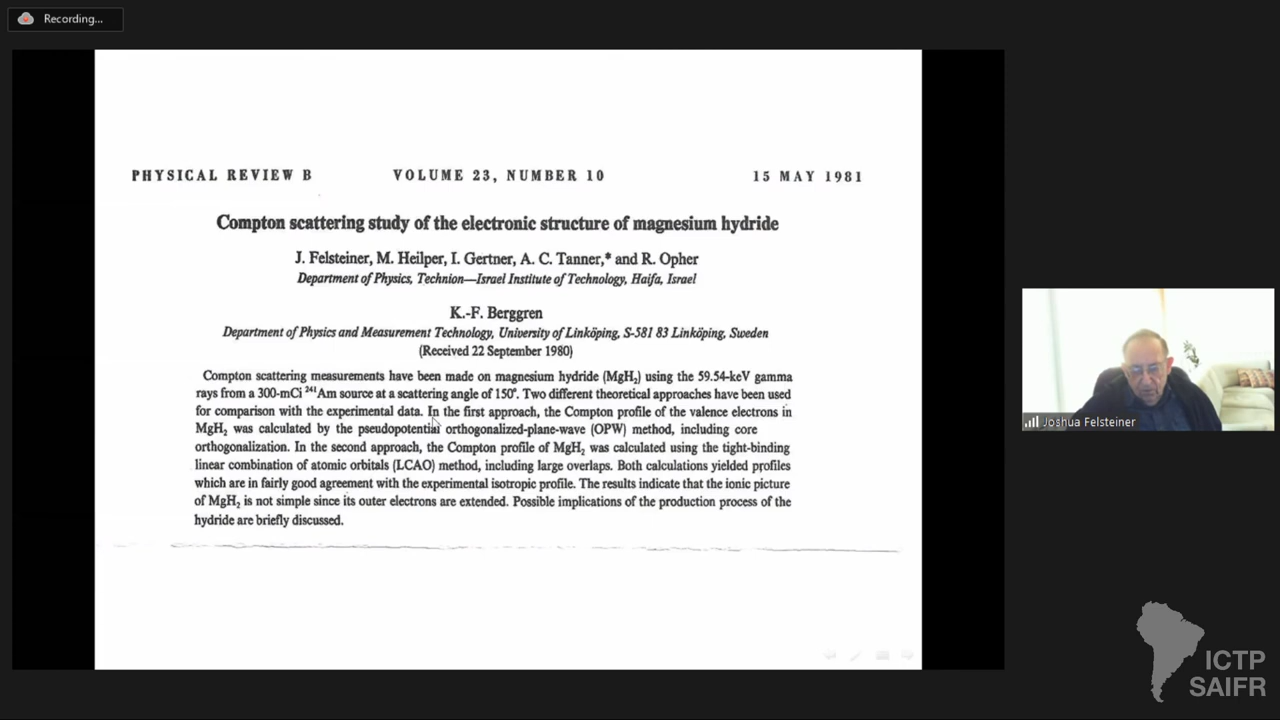 Recording...
PHYSICAL REVIEW B VOLUME 23, NUMBER 10 15 MAY 1981
Compton scattering study of the electronic structure of magnesium hydride
J. Felsteiner, M. Heilper, I. Gertner, A. C. Tanner,* and R. Opher
Department of Physics, Technion—Israel Institute of Technology, Haifa, Israel
K.-F. Berggren
Department of Physics and Measurement Technology, University of Linköping, S-581 83 Linköping, Sweden
(Received 22 September 1980)
Compton scattering measurements have been made on magnesium hydride (MgH₂) using the 59.54-keV gamma
rays from a 300-mCi ²⁴¹Am source at a scattering angle of 150°. Two different theoretical approaches have been used
for comparison with the experimental data. In the first approach, the Compton profile of the valence electrons in
MgH₂ was calculated by the pseudopotential orthogonalized-plane-wave (OPW) method, including core
orthogonalization. In the second approach, the Compton profile of MgH₂ was calculated using the tight-binding
linear combination of atomic orbitals (LCAO) method, including large overlaps. Both calculations yielded profiles
which are in fairly good agreement with the experimental isotropic profile. The results indicate that the ionic picture
of MgH₂ is not simple since its outer electrons are extended. Possible implications of the production process of the
hydride are briefly discussed.
Joshua Felsteiner
ICTP
SAIFR